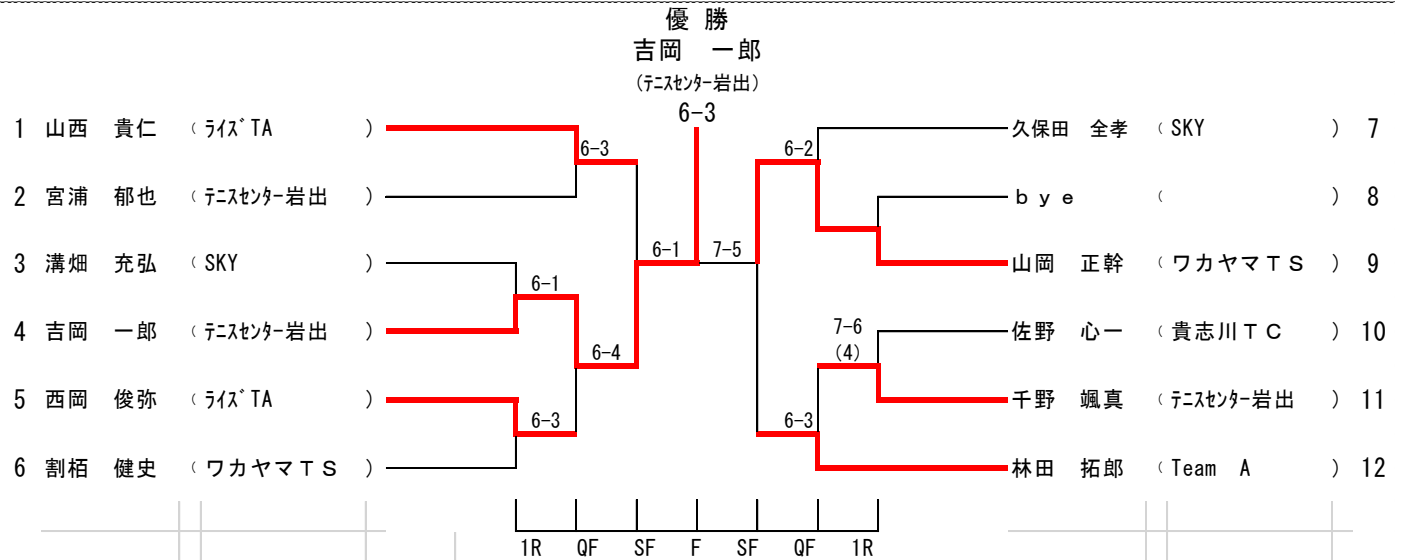 優 勝
吉岡 一郎
(ﾃﾆｽｾﾝﾀｰ岩出)
6-3
1 山西 貴仁 ( ﾗｲｽﾞTA )
2 宮浦 郁也 ( ﾃﾆｽｾﾝﾀｰ岩出 )
3 溝畑 充弘 ( SKY )
4 吉岡 一郎 ( ﾃﾆｽｾﾝﾀｰ岩出 )
5 西岡 俊弥 ( ﾗｲｽﾞTA )
6 割栢 健史 ( ワカヤマＴＳ )
6-3
6-1
6-4
6-3
6-1
7-5
6-2
7-6
(4)
6-3
久保田 全孝 ( SKY ) 7
ｂｙｅ ( ) 8
山岡 正幹 ( ワカヤマＴＳ ) 9
佐野 心一 ( 貴志川ＴＣ ) 10
千野 颯真 ( ﾃﾆｽｾﾝﾀｰ岩出 ) 11
林田 拓郎 ( Team A ) 12
1R QF SF F SF QF 1R